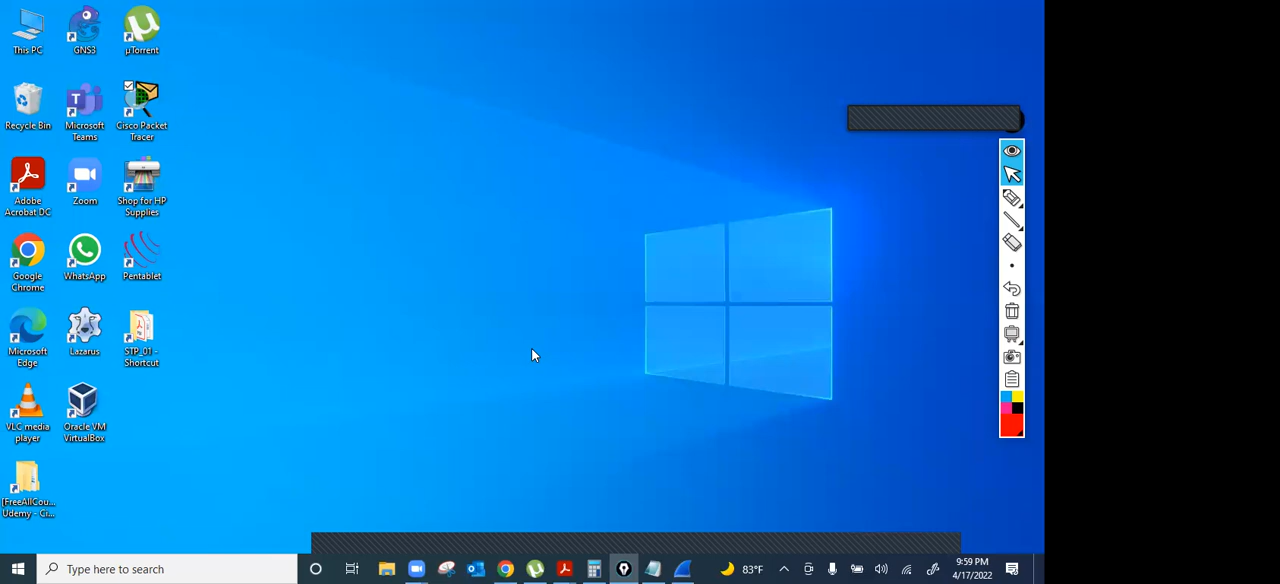 This PC
GNS3
µTorrent
Recycle Bin
Microsoft
Teams
Cisco Packet
Tracer
Adobe
Acrobat DC
Zoom
Shop for HP
Supplies
Google
Chrome
WhatsApp
Pentablet
Microsoft
Edge
Lazarus
STP_01 -
Shortcut
VLC media
player
Oracle VM
VirtualBox
[FreeAllCou...
Udemy - Ci...
Type here to search
83°F
9:59 PM
4/17/2022